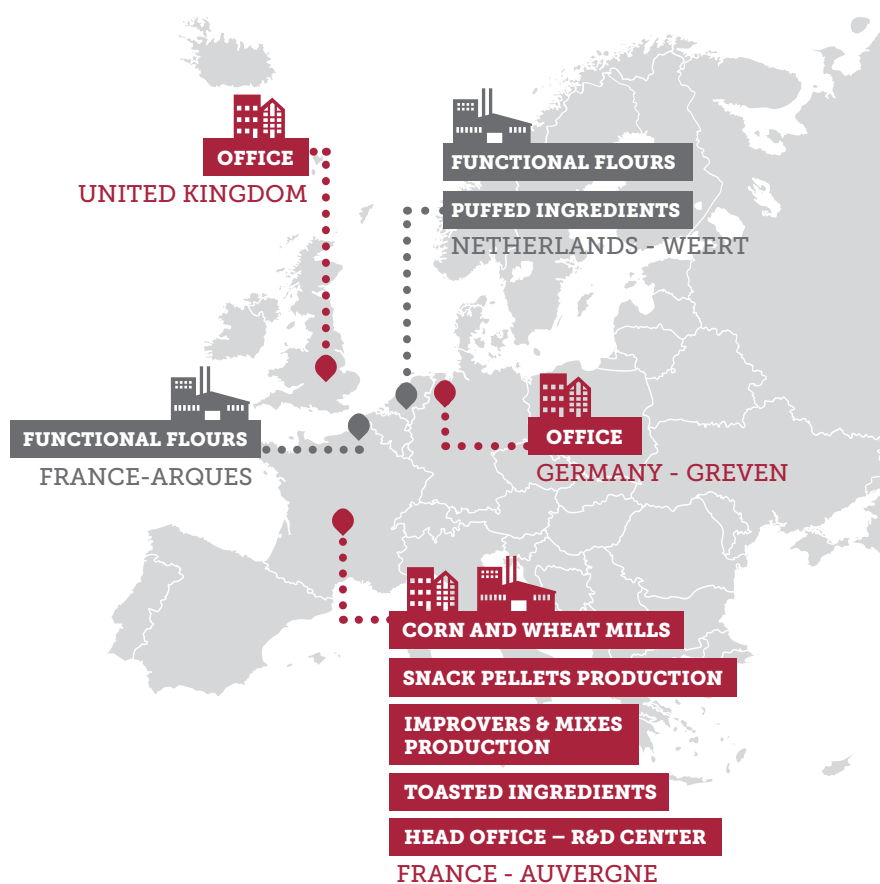 OFFICE
UNITED KINGDOM
FUNCTIONAL FLOURS
PUFFED INGREDIENTS
NETHERLANDS - WEERT
FUNCTIONAL FLOURS
FRANCE-ARQUES
OFFICE
GERMANY - GREVEN
CORN AND WHEAT MILLS
SNACK PELLETS PRODUCTION
IMPROVERS & MIXES
PRODUCTION
TOASTED INGREDIENTS
HEAD OFFICE – R&D CENTER
FRANCE - AUVERGNE